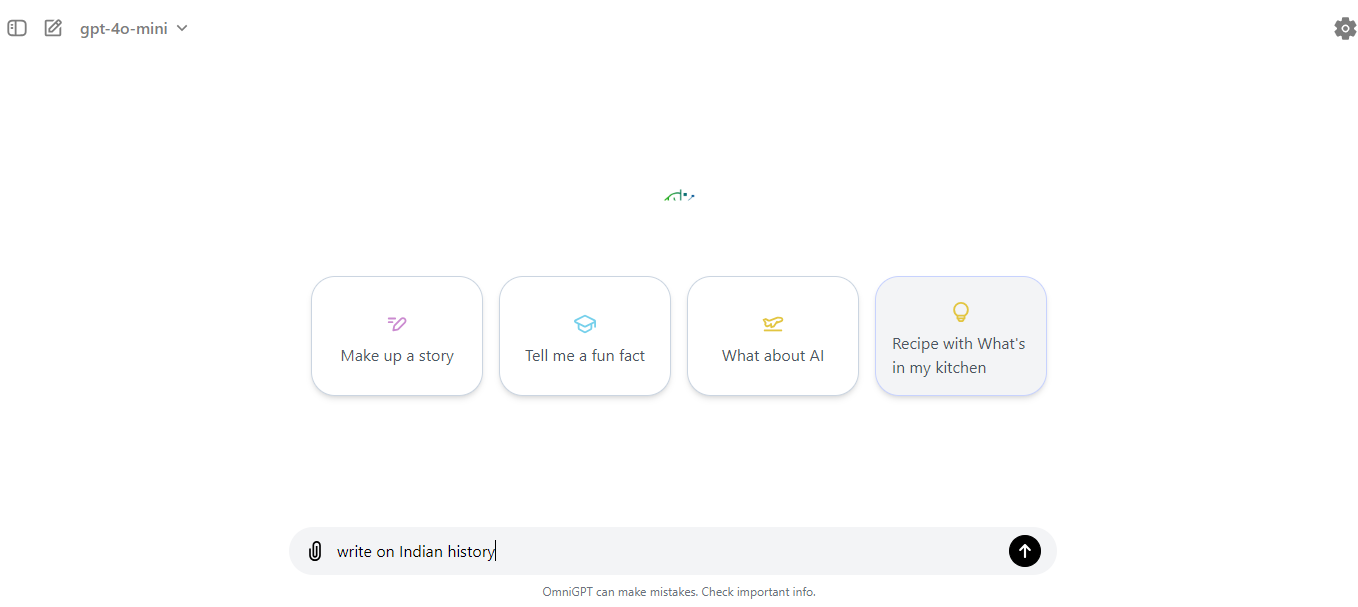 gpt-4o-mini
Make up a story
Tell me a fun fact
What about AI
Recipe with What's
in my kitchen
write on Indian history
OmniGPT can make mistakes. Check important info.